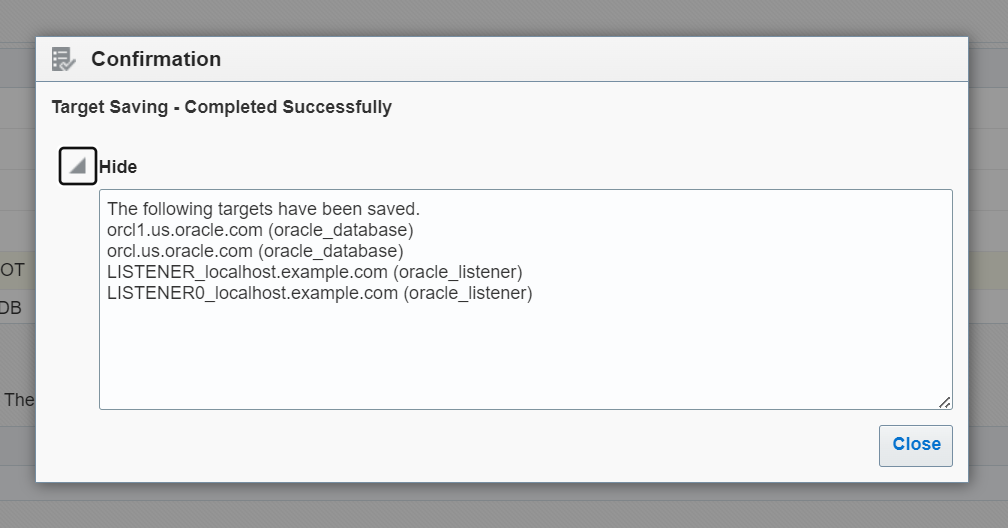 Confirmation
Target Saving - Completed Successfully
Hide
The following targets have been saved.
orcl1.us.oracle.com (oracle_database)
orcl.us.oracle.com (oracle_database)
LISTENER_localhost.example.com (oracle_listener)
LISTENER0_localhost.example.com (oracle_listener)
OT
DB
The
Close